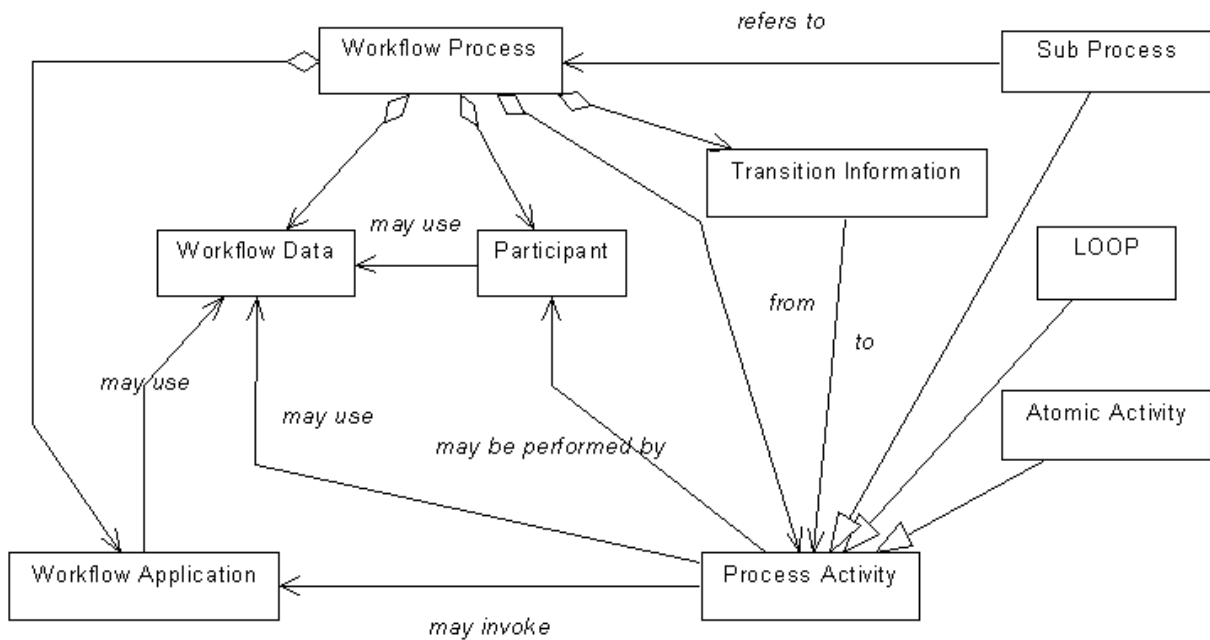 refers to
Workflow Process
Sub Process
Transition Information
may use
Workflow Data
Participant
LOOP
from
to
may use
may use
Atomic Activity
may be performed by
Workflow Application
Process Activity
may invoke